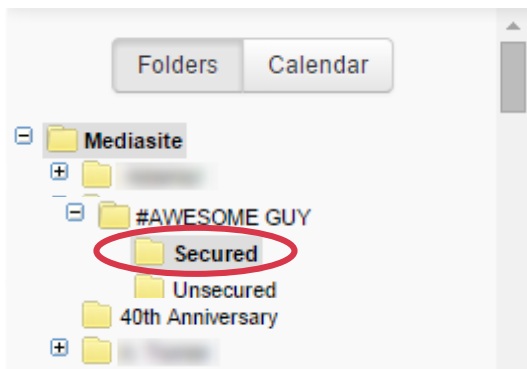 Folders Calendar
Mediasite
#AWESOME GUY
Secured
Unsecured
40th Anniversary